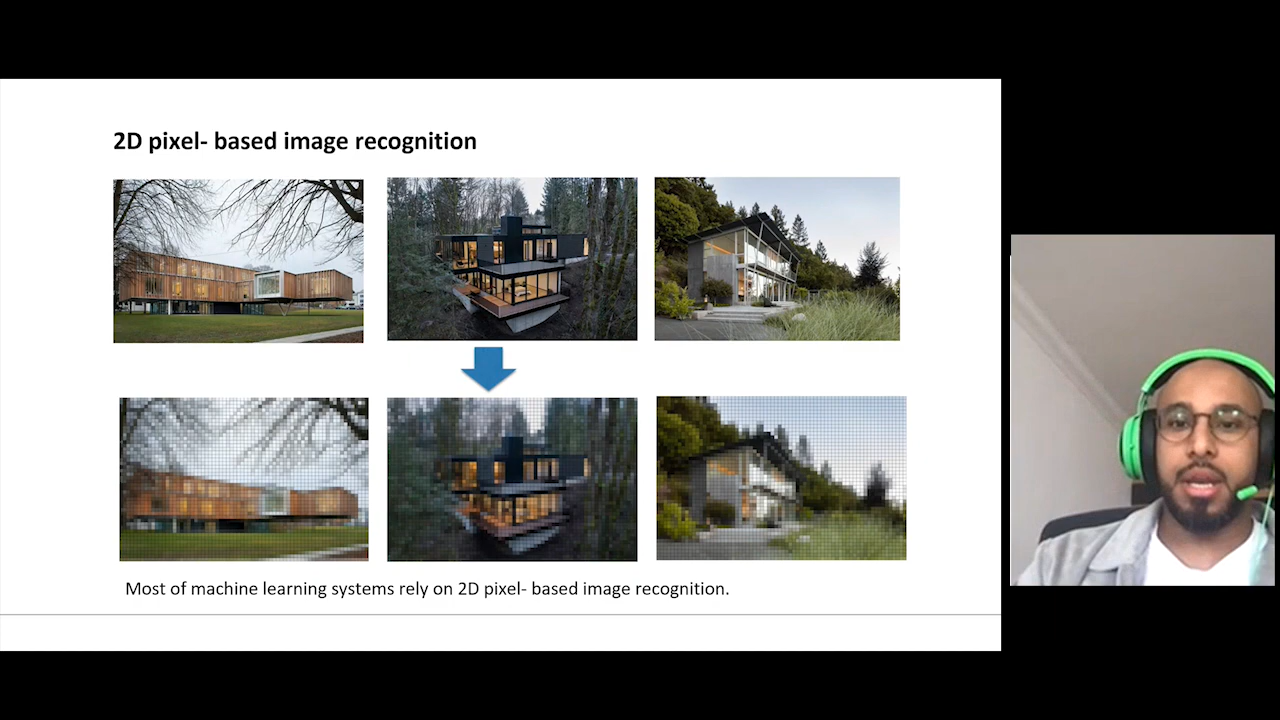 2D pixel- based image recognition
Most of machine learning systems rely on 2D pixel- based image recognition.